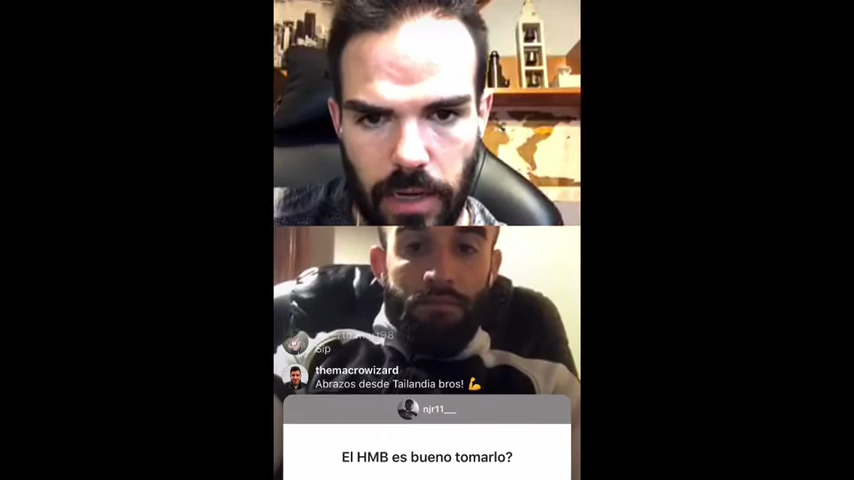 Sip
themacrowizard
Abrazos desde Tailandia bros! 💪
njr11___
El HMB es bueno tomarlo?